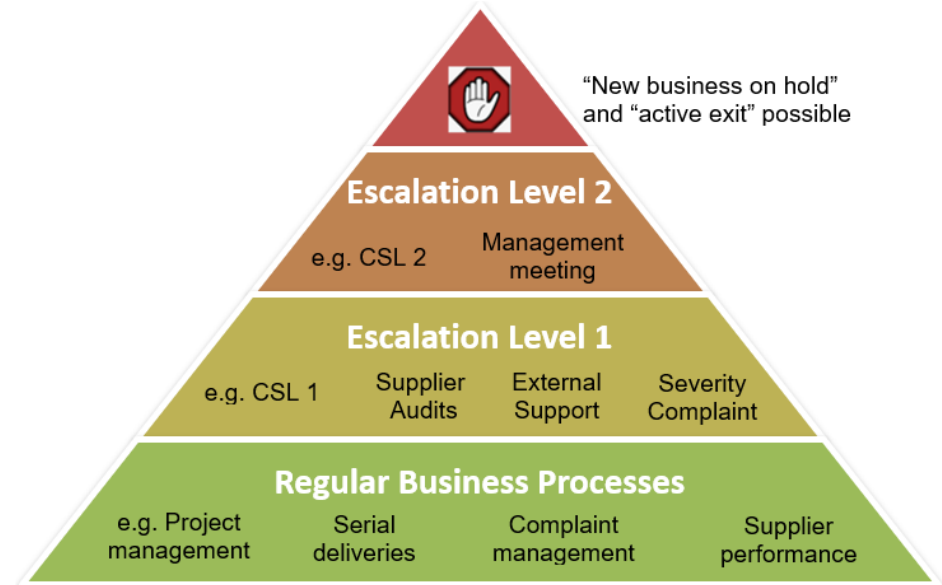 “New business on hold”
and “active exit” possible
Escalation Level 2
e.g. CSL 2
Management
meeting
Escalation Level 1
e.g. CSL 1
Supplier
Audits
External
Support
Severity
Complaint
Regular Business Processes
e.g. Project
management
Serial
deliveries
Complaint
management
Supplier
performance